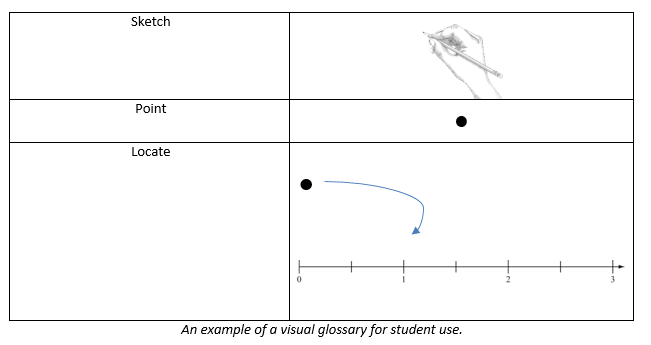 Sketch
Point
Locate
0 1 2 3
An example of a visual glossary for student use.